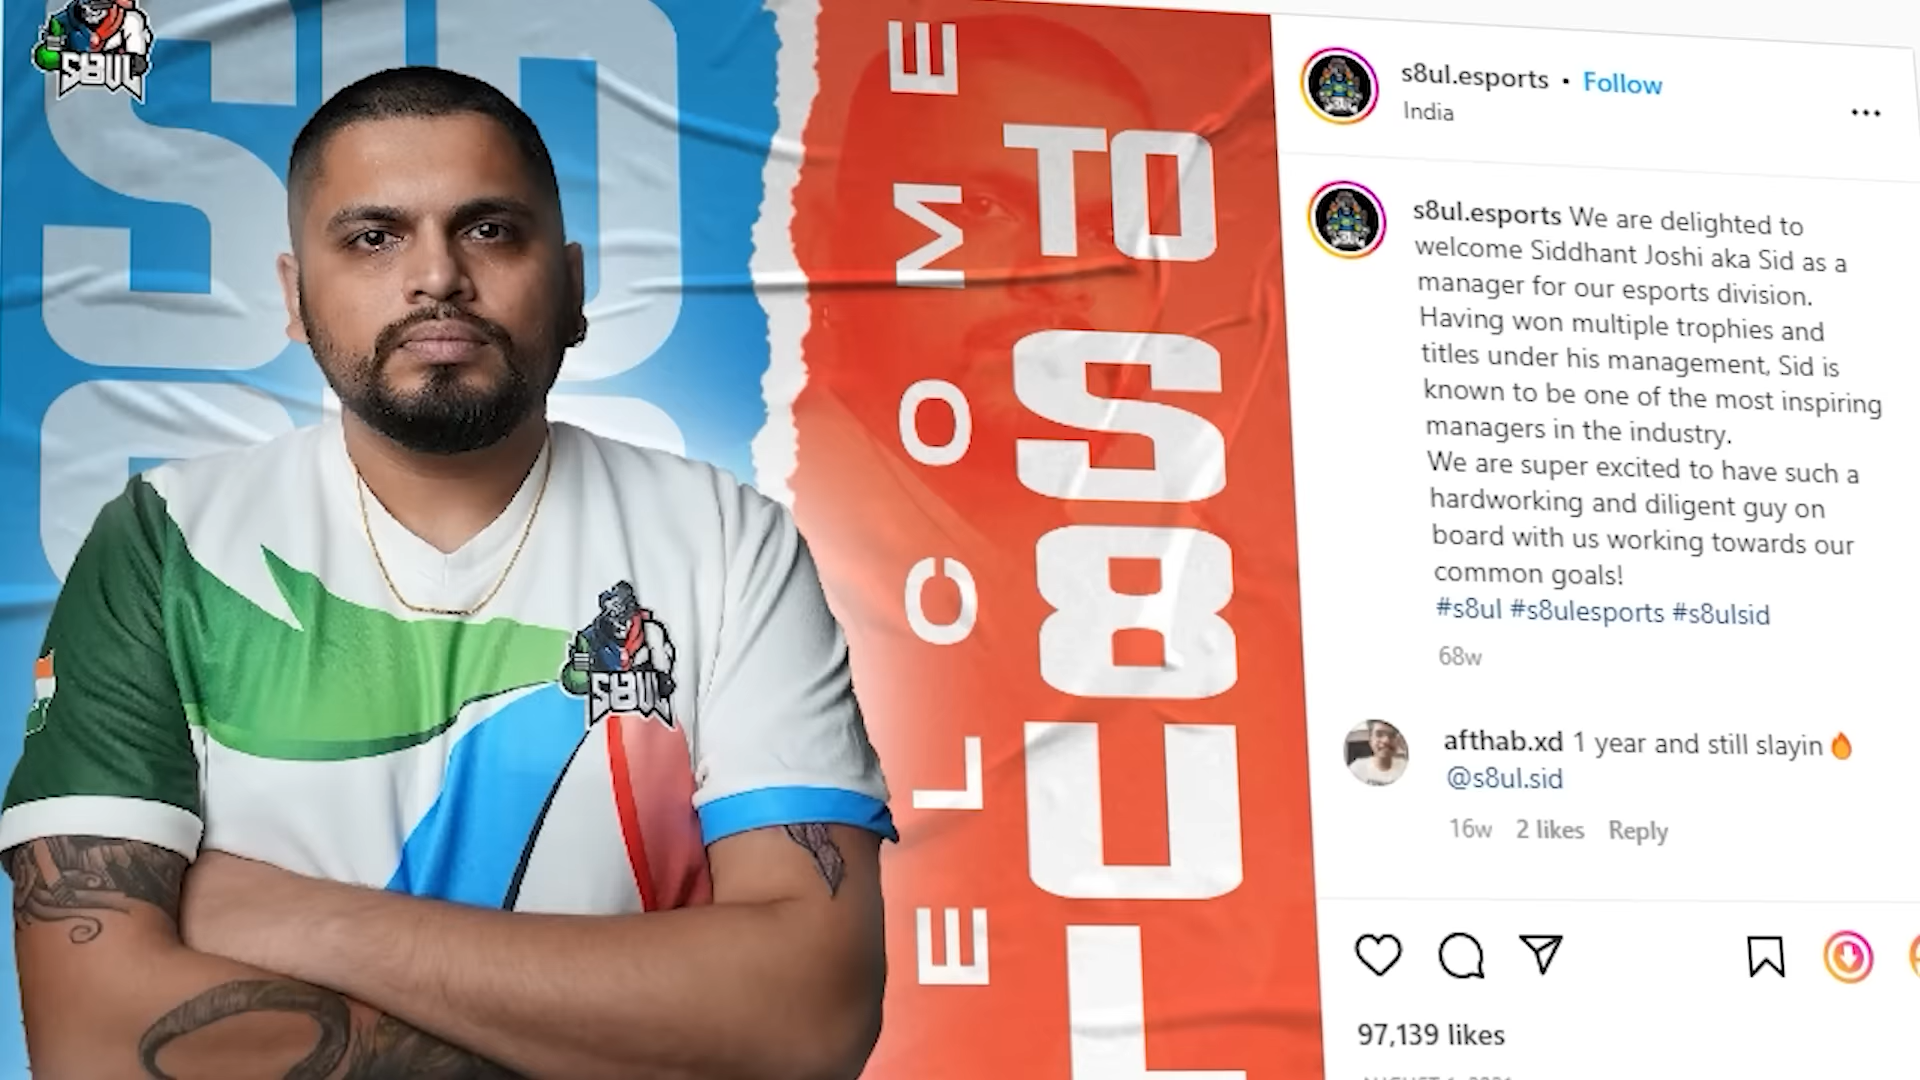 S8UL
SID
WELCOME
TO
S8UL
S8UL
s8ul.esports • Follow
India
s8ul.esports We are delighted to
welcome Siddhant Joshi aka Sid as a
manager for our esports division.
Having won multiple trophies and
titles under his management, Sid is
known to be one of the most inspiring
managers in the industry.
We are super excited to have such a
hardworking and diligent guy on
board with us working towards our
common goals!
#s8ul #s8ulesports #s8ulsid
68w
afthab.xd 1 year and still slayin🔥
@s8ul.sid
16w 2 likes Reply
97,139 likes